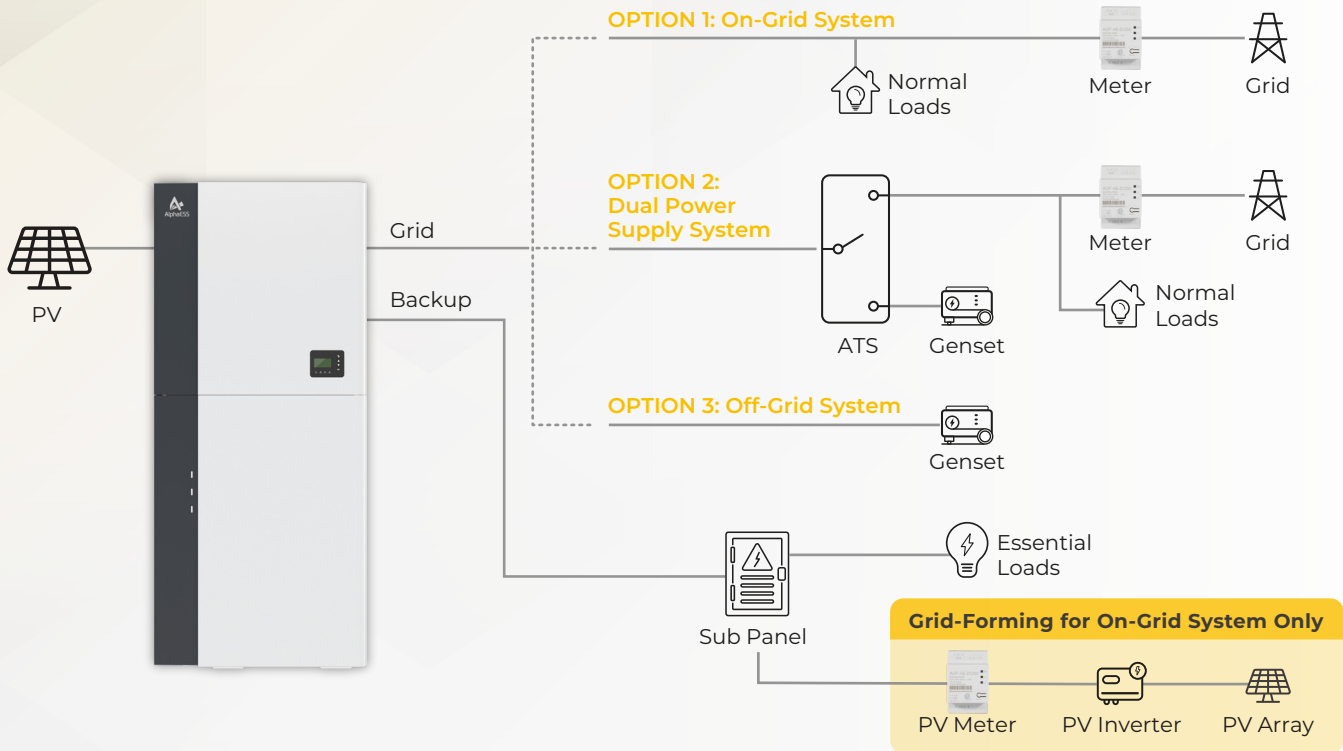 OPTION 1: On-Grid System
Normal
Loads
Meter
Grid
AlphaESS
PV
Grid
Backup
OPTION 2:
Dual Power
Supply System
ATS
Genset
Meter
Grid
Normal
Loads
OPTION 3: Off-Grid System
Genset
Sub Panel
Essential
Loads
Grid-Forming for On-Grid System Only
PV Meter
PV Inverter
PV Array